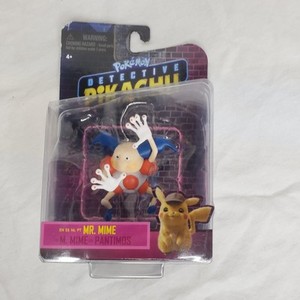 WARNING:
4+
POKÉMON
DETECTIVE
PIKACHU
MR. MIME
M. MIME PANTIMOS